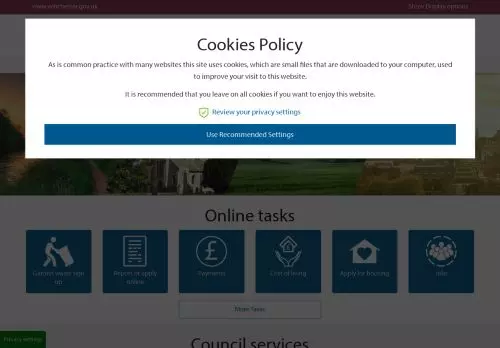 www.winchester.gov.uk
Show Display options
Cookies Policy
As is common practice with many websites this site uses cookies, which are small files that are downloaded to your computer, used
to improve your visit to this website.
It is recommended that you leave on all cookies if you want to enjoy this website.
Review your privacy settings
Use Recommended Settings
Online tasks
Garden waste sign
up
Report or apply
online
Payments
Cost of living
Apply for housing
Jobs
More Tasks
Privacy settings
Council services